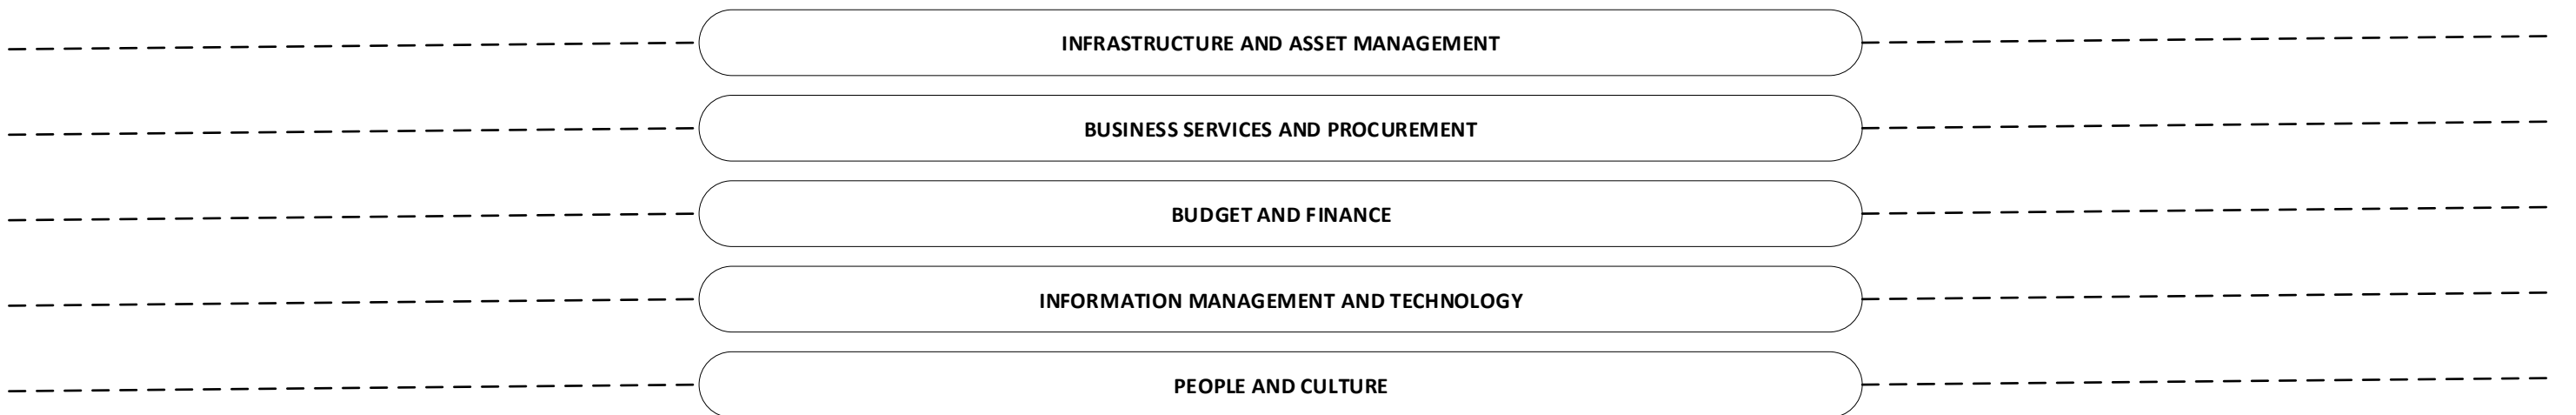 INFRASTRUCTURE AND ASSET MANAGEMENT
BUSINESS SERVICES AND PROCUREMENT
BUDGET AND FINANCE
INFORMATION MANAGEMENT AND TECHNOLOGY
PEOPLE AND CULTURE